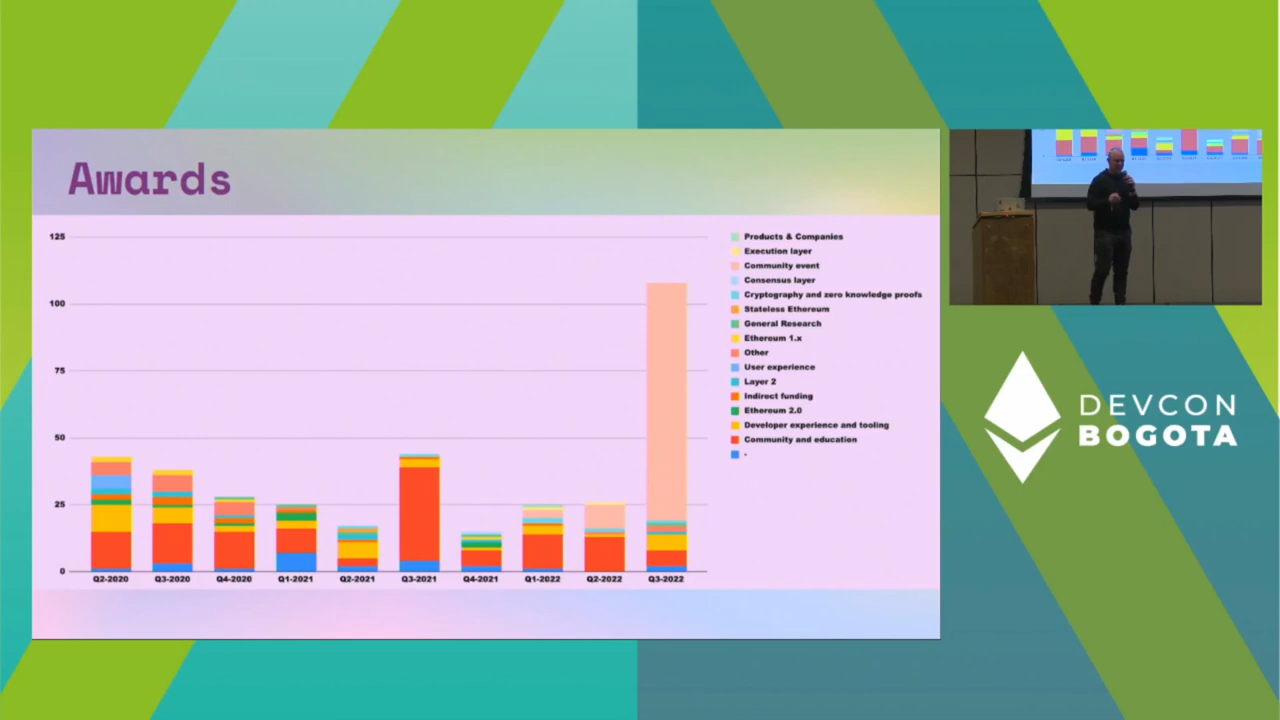 Awards
125
100
75
50
25
0
Q2-2020 Q3-2020 Q4-2020 Q1-2021 Q2-2021 Q3-2021 Q4-2021 Q1-2022 Q2-2022 Q3-2022
Products & Companies
Execution layer
Community event
Consensus layer
Cryptography and zero knowledge proofs
Stateless Ethereum
General Research
Ethereum 1.x
Other
User experience
Layer 2
Indirect funding
Ethereum 2.0
Developer experience and tooling
Community and education
-
DEVCON
BOGOTA